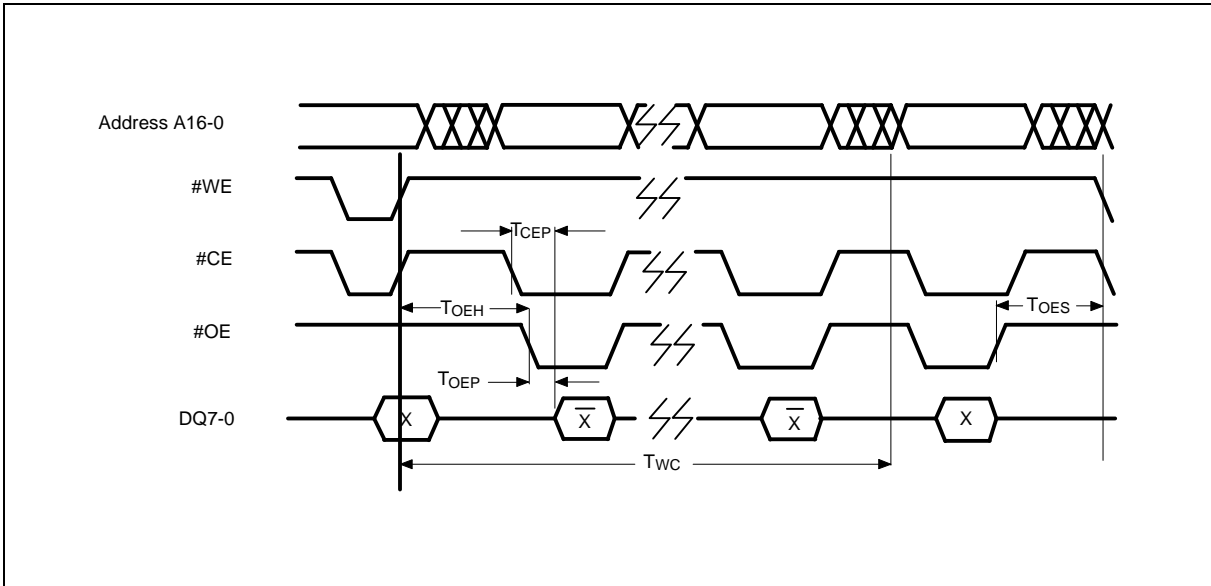 Address A16-0
#WE
TCEP
#CE
TOEH
TOES
#OE
TOEP
DQ7-0
X
X̅
X̅
X
TWC